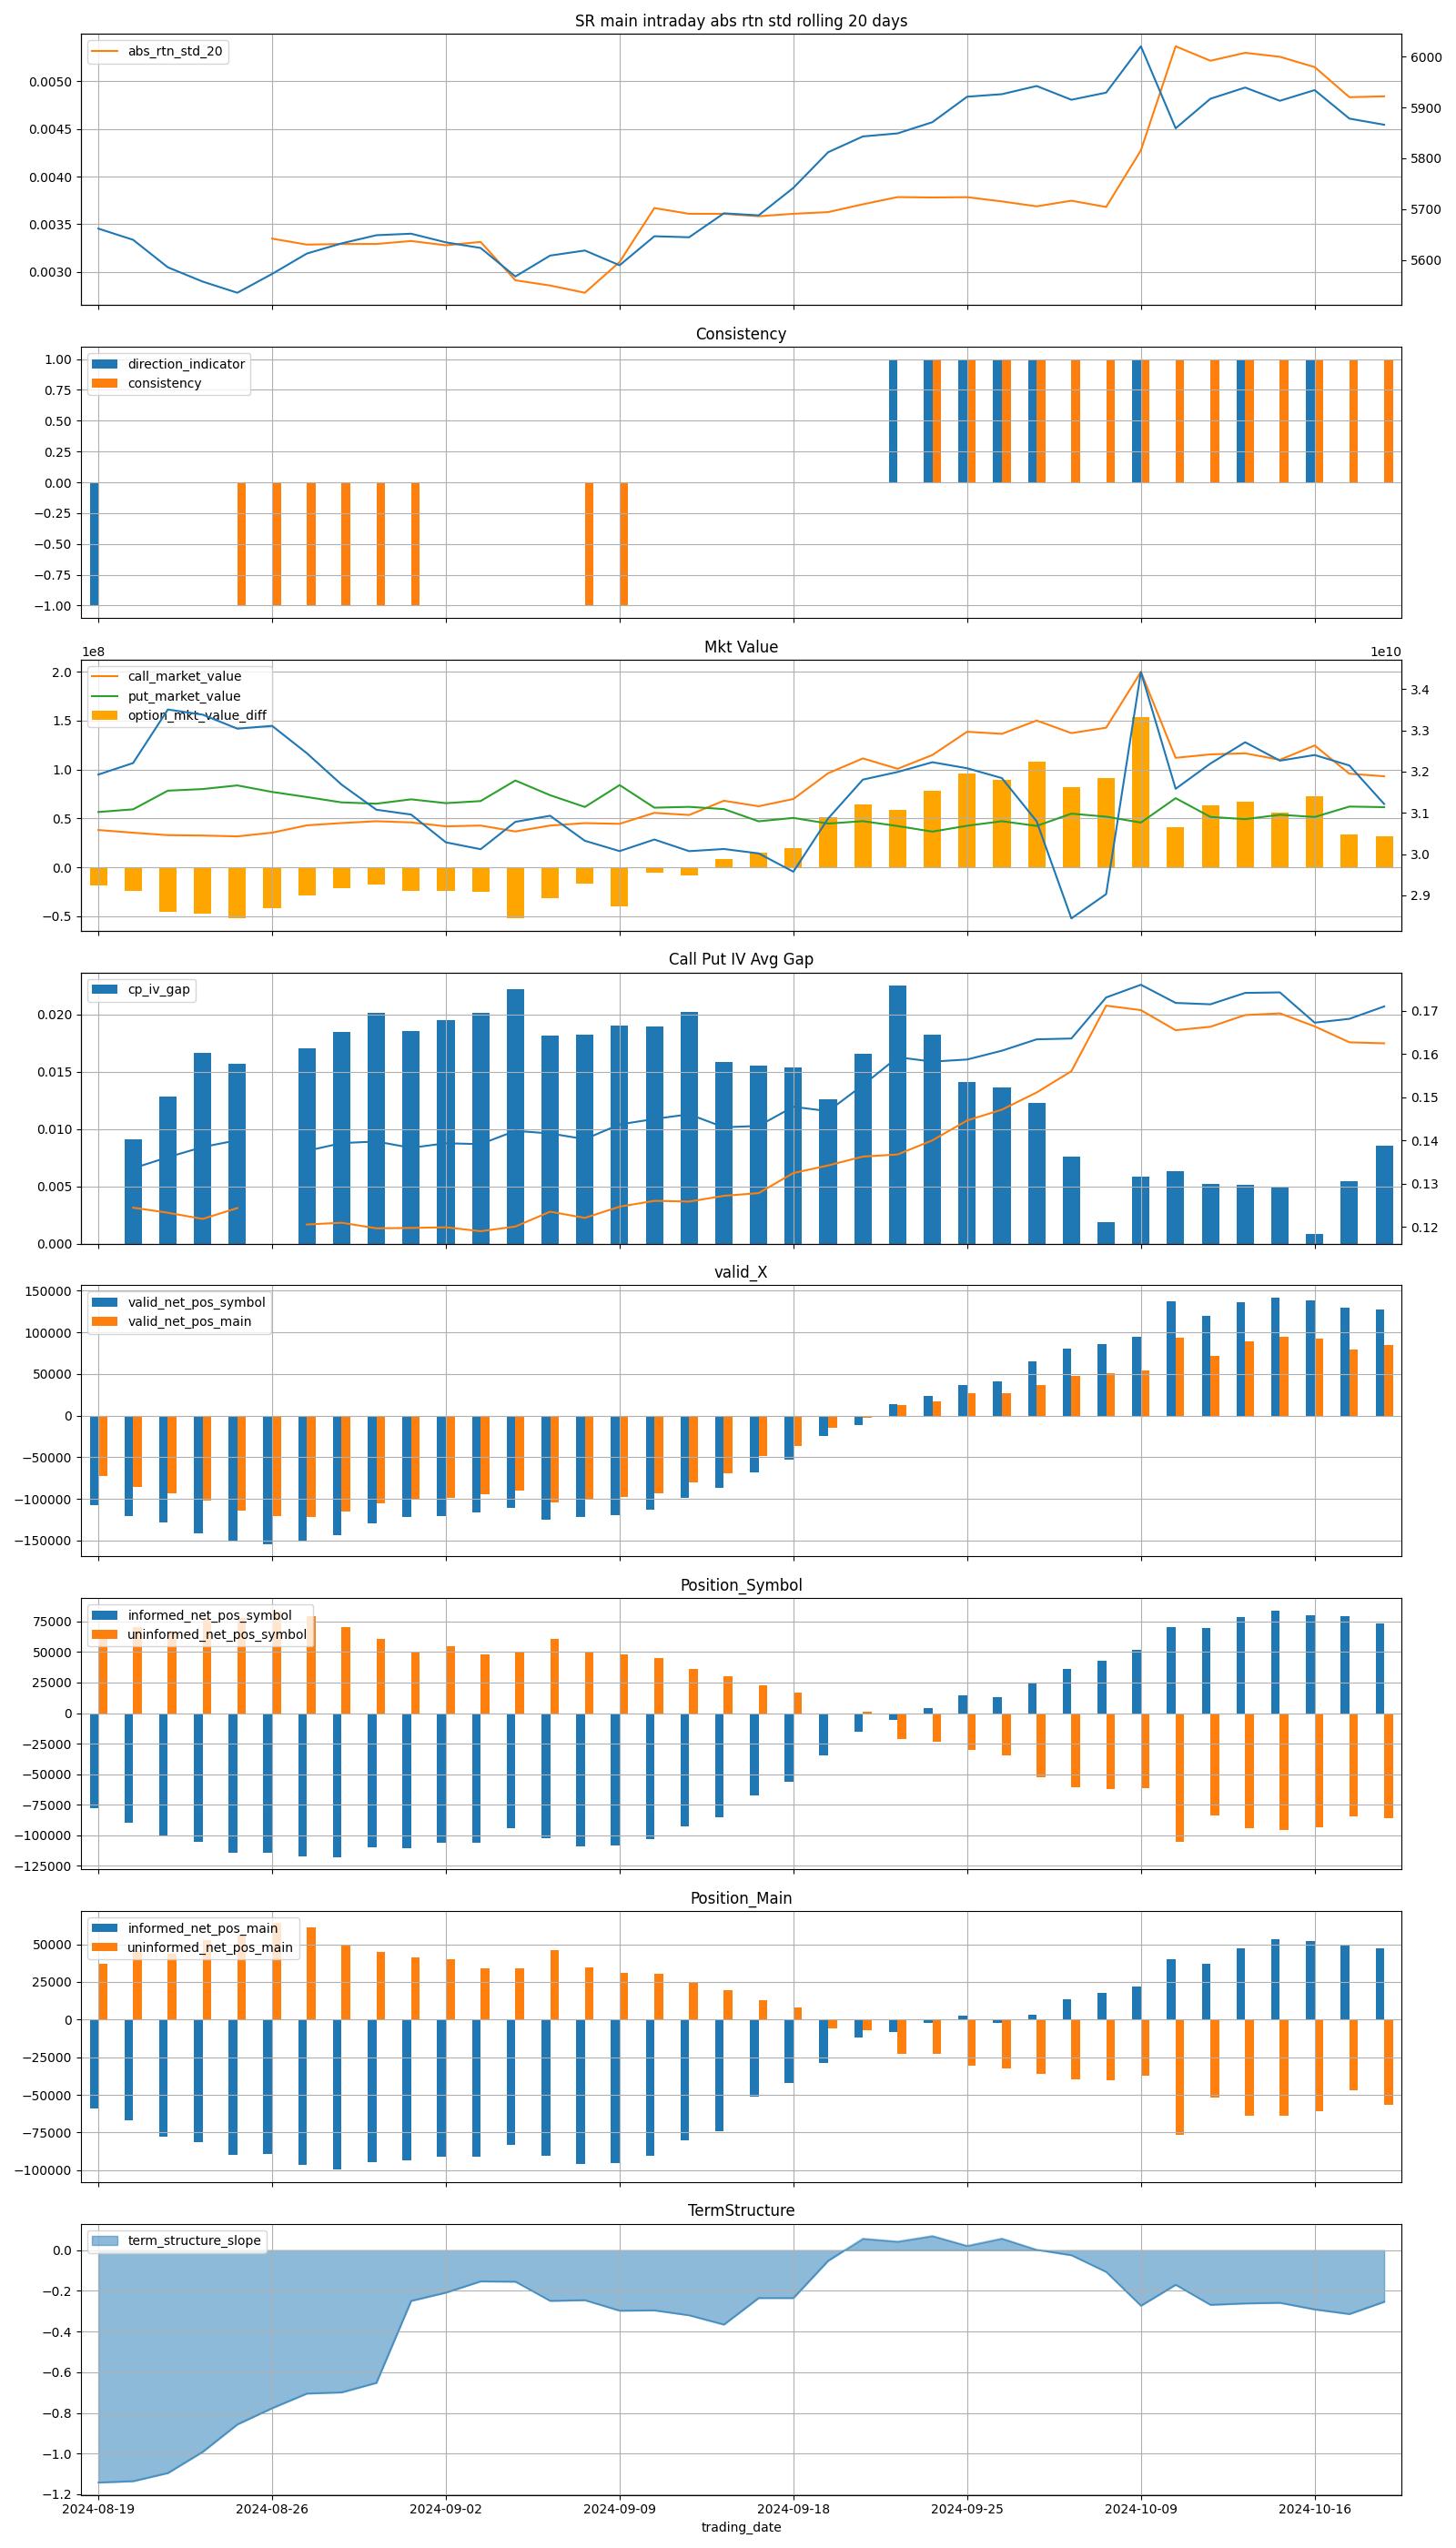 SR main intraday abs rtn std rolling 20 days
abs_rtn_std_20
0.0050
0.0045
0.0040
0.0035
0.0030
6000
5900
5800
5700
5600
Consistency
direction_indicator
consistency
1.00
0.75
0.50
0.25
0.00
−0.25
−0.50
−0.75
−1.00
Mkt Value
1e8
1e10
call_market_value
put_market_value
option_mkt_value_diff
2.0
1.5
1.0
0.5
0.0
−0.5
3.4
3.3
3.2
3.1
3.0
2.9
Call Put IV Avg Gap
cp_iv_gap
0.020
0.015
0.010
0.005
0.000
0.17
0.16
0.15
0.14
0.13
0.12
valid_X
valid_net_pos_symbol
valid_net_pos_main
150000
100000
50000
0
−50000
−100000
−150000
Position_Symbol
informed_net_pos_symbol
uninformed_net_pos_symbol
75000
50000
25000
0
−25000
−50000
−75000
−100000
−125000
Position_Main
informed_net_pos_main
uninformed_net_pos_main
50000
25000
0
−25000
−50000
−75000
−100000
TermStructure
term_structure_slope
0.0
−0.2
−0.4
−0.6
−0.8
−1.0
−1.2
2024-08-19 2024-08-26 2024-09-02 2024-09-09 2024-09-18 2024-09-25 2024-10-09 2024-10-16
trading_date